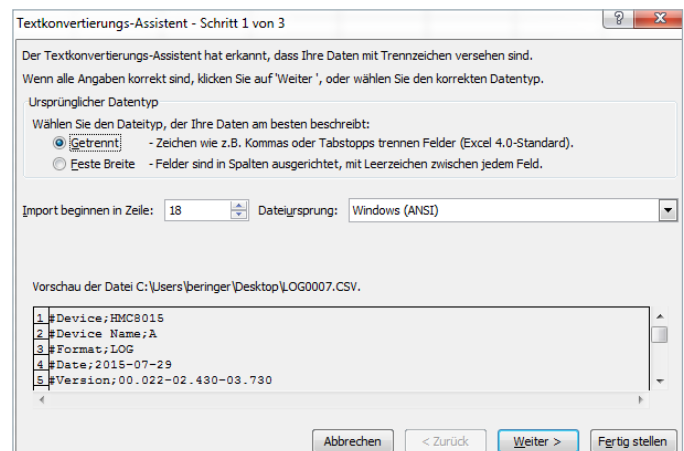 Textkonvertierungs-Assistent - Schritt 1 von 3
Der Textkonvertierungs-Assistent hat erkannt, dass Ihre Daten mit Trennzeichen versehen sind.
Wenn alle Angaben korrekt sind, klicken Sie auf 'Weiter ', oder wählen Sie den korrekten Datentyp.
Ursprünglicher Datentyp
Wählen Sie den Dateityp, der Ihre Daten am besten beschreibt:
Getrennt - Zeichen wie z.B. Kommas oder Tabstopps trennen Felder (Excel 4.0-Standard).
Feste Breite - Felder sind in Spalten ausgerichtet, mit Leerzeichen zwischen jedem Feld.
Import beginnen in Zeile: 18 Dateiursprung: Windows (ANSI)
Vorschau der Datei C:\Users\beringer\Desktop\LOG0007.CSV.
1 #Device;HMC8015
2 #Device Name;A
3 #Format;LOG
4 #Date;2015-07-29
5 #Version;00.022-02.430-03.730
Abbrechen < Zurück Weiter > Fertig stellen